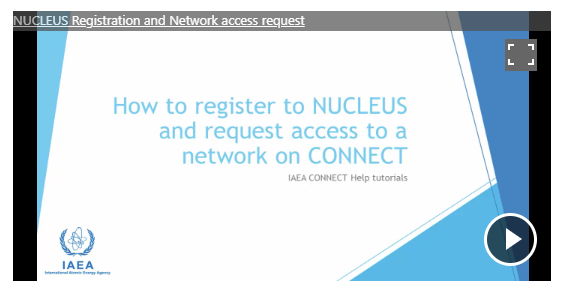 NUCLEUS Registration and Network access request
How to register to NUCLEUS
and request access to a
network on CONNECT
IAEA CONNECT Help tutorials
IAEA
International Atomic Energy Agency